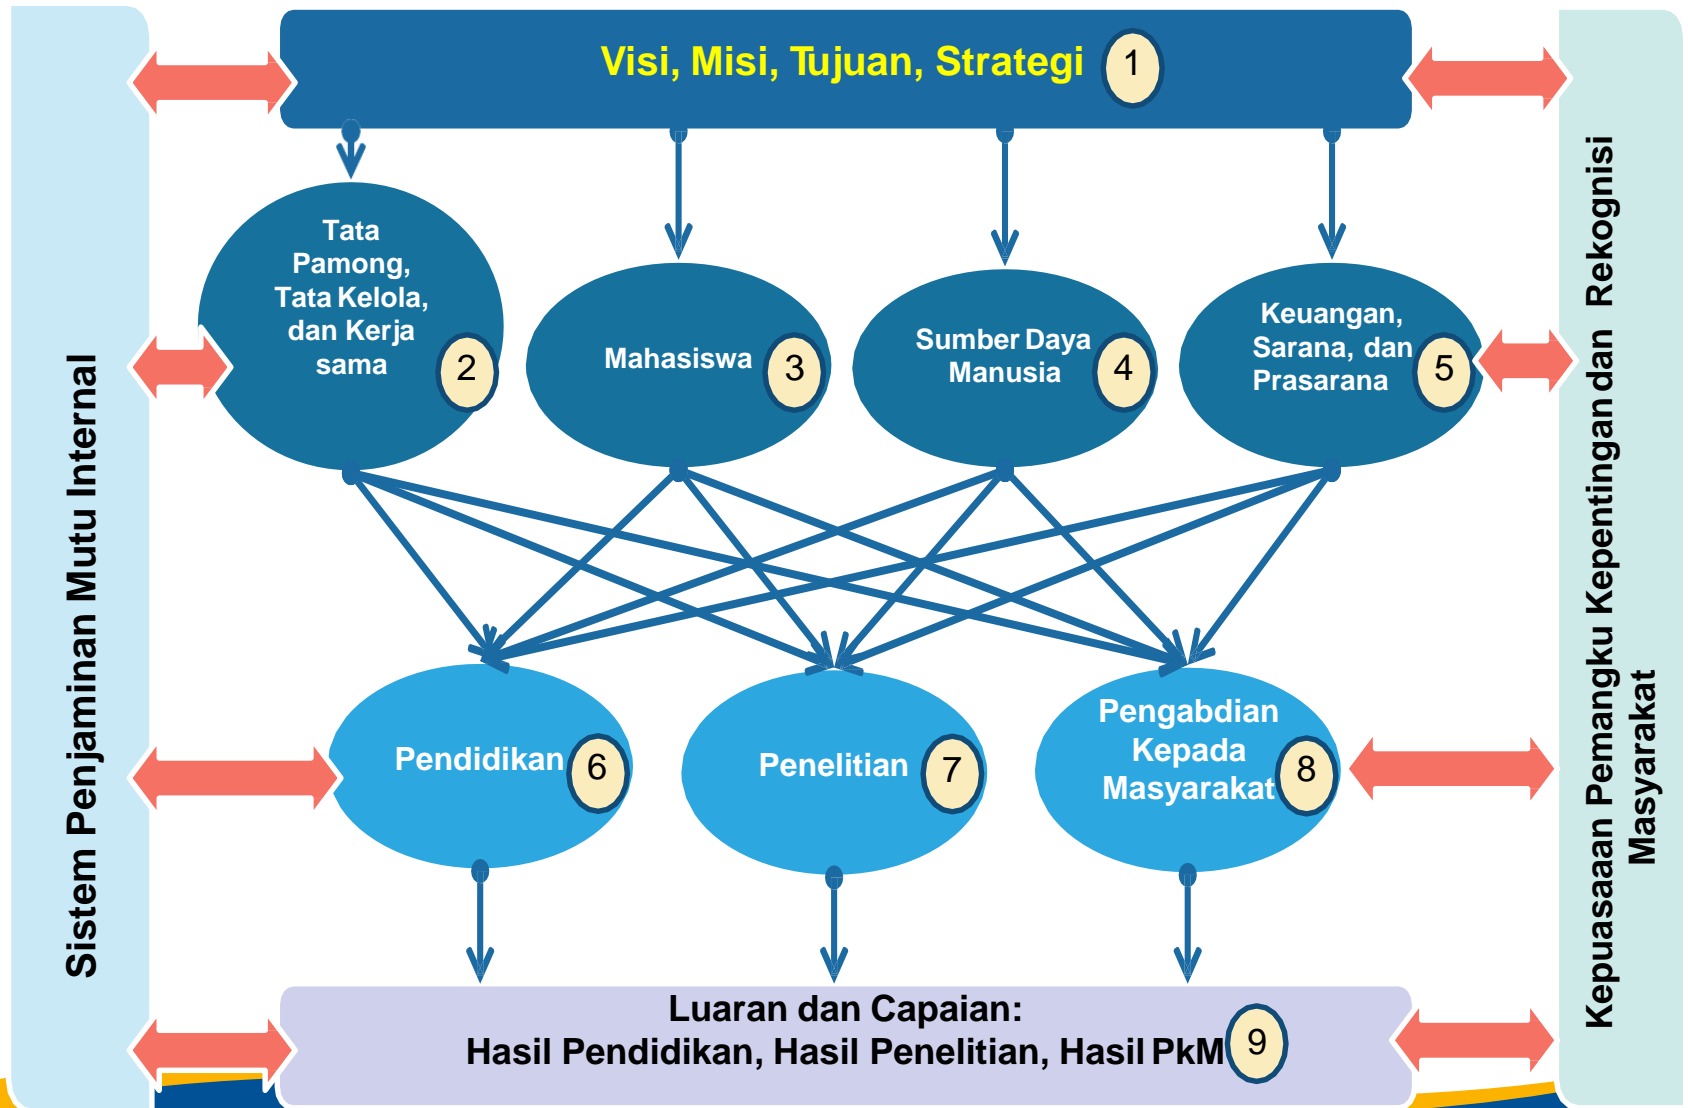 Visi, Misi, Tujuan, Strategi
1
Tata
Pamong,
Tata Kelola,
dan Kerja
sama
2
Mahasiswa
3
Sumber Daya
Manusia
4
Keuangan,
Sarana, dan
Prasarana
5
Pendidikan
6
Penelitian
7
Pengabdian
Kepada
Masyarakat
8
Luaran dan Capaian:
Hasil Pendidikan, Hasil Penelitian, Hasil PkM
9
Sistem Penjaminan Mutu Internal
Kepuasaaan Pemangku Kepentingan dan Rekognisi
Masyarakat